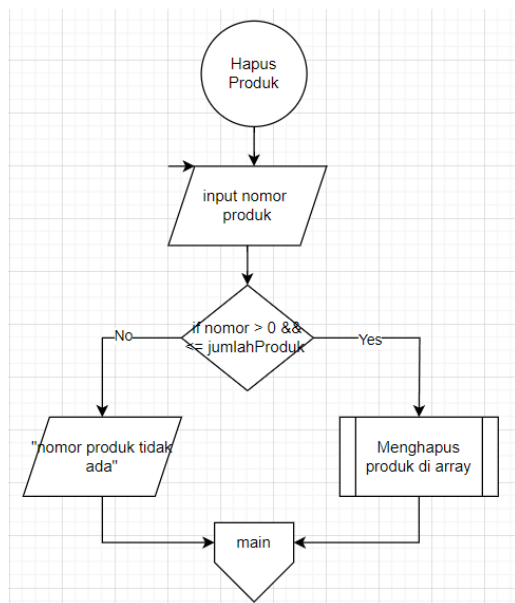 Hapus
Produk
input nomor
produk
if nomor > 0 &&
<= jumlahProduk
No
Yes
"nomor produk tidak
ada"
Menghapus
produk di array
main